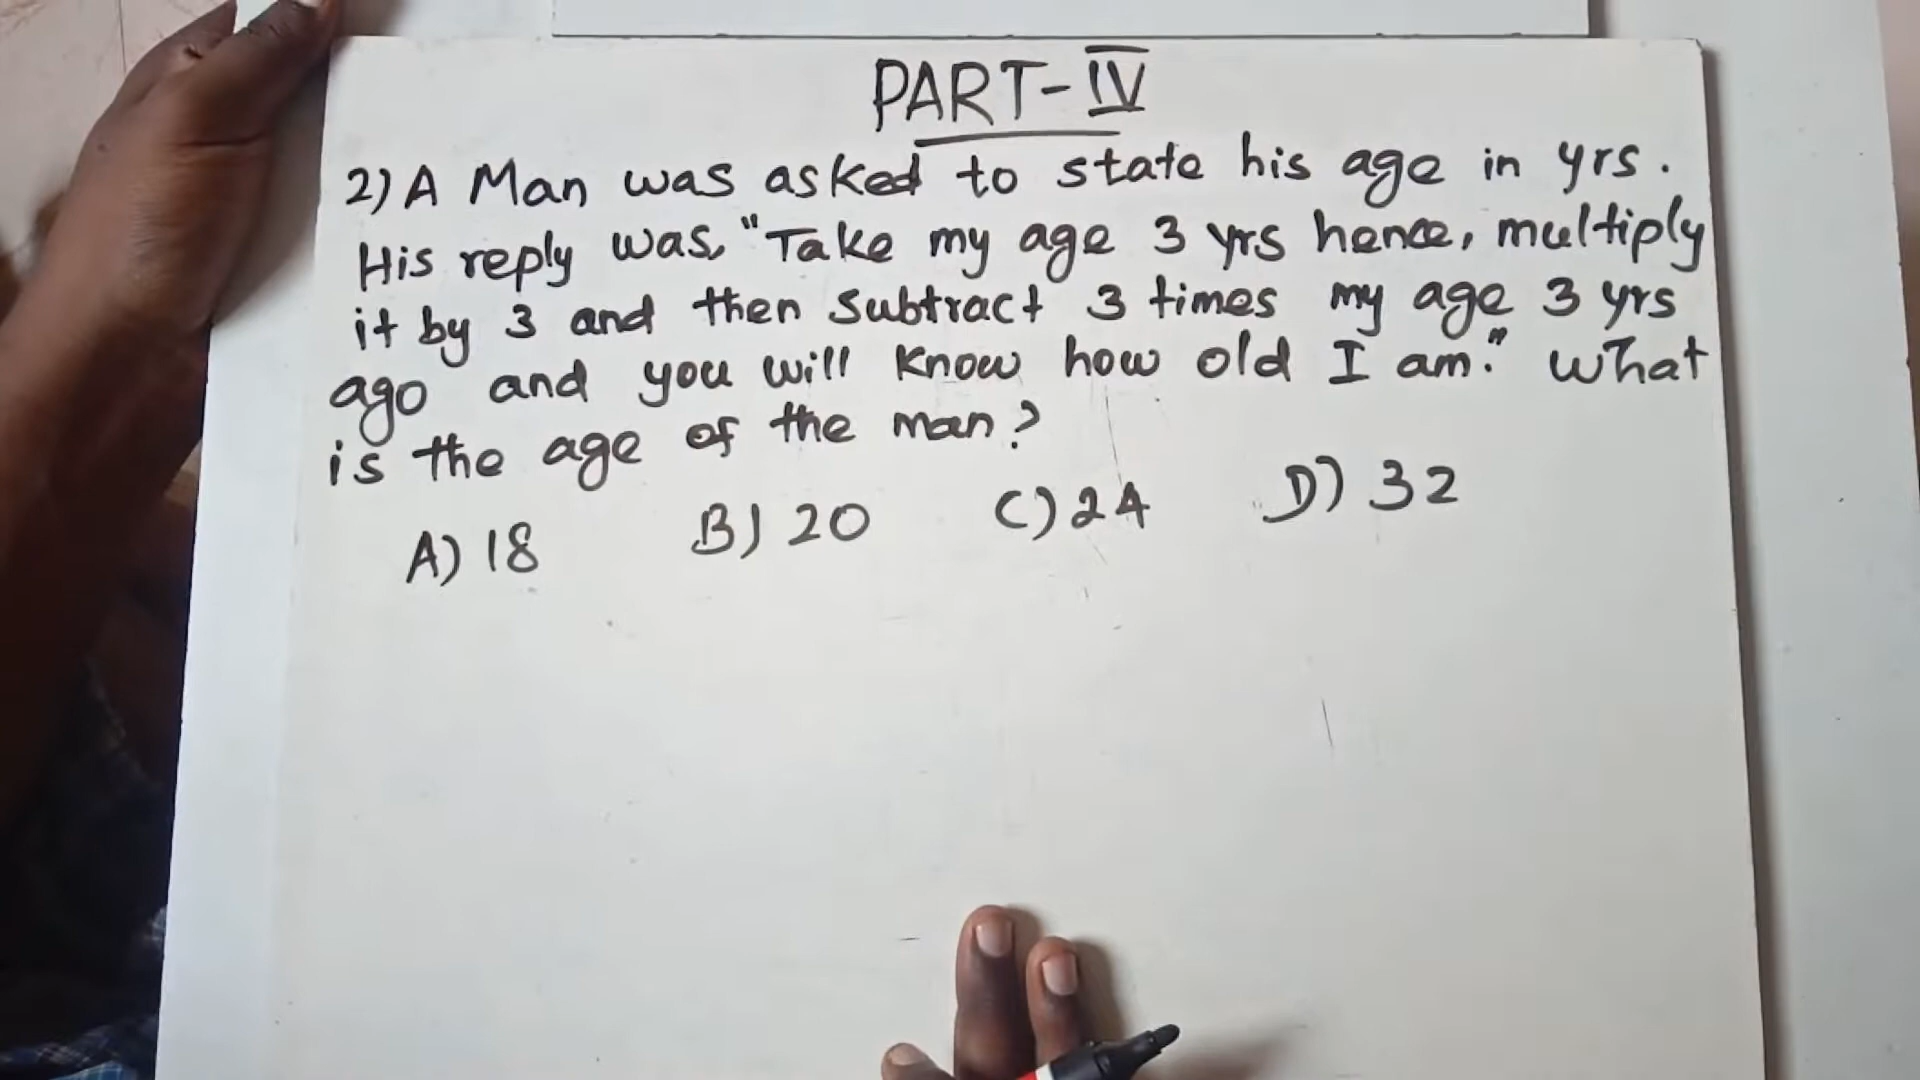 PART-IV
2) A Man was asked to state his age in yrs.
His reply was, "Take my age 3 yrs hence, multiply
it by 3 and then subtract 3 times my age 3 yrs
ago and you will know how old I am." What
is the age of the man?
A) 18 B) 20 C) 24 D) 32